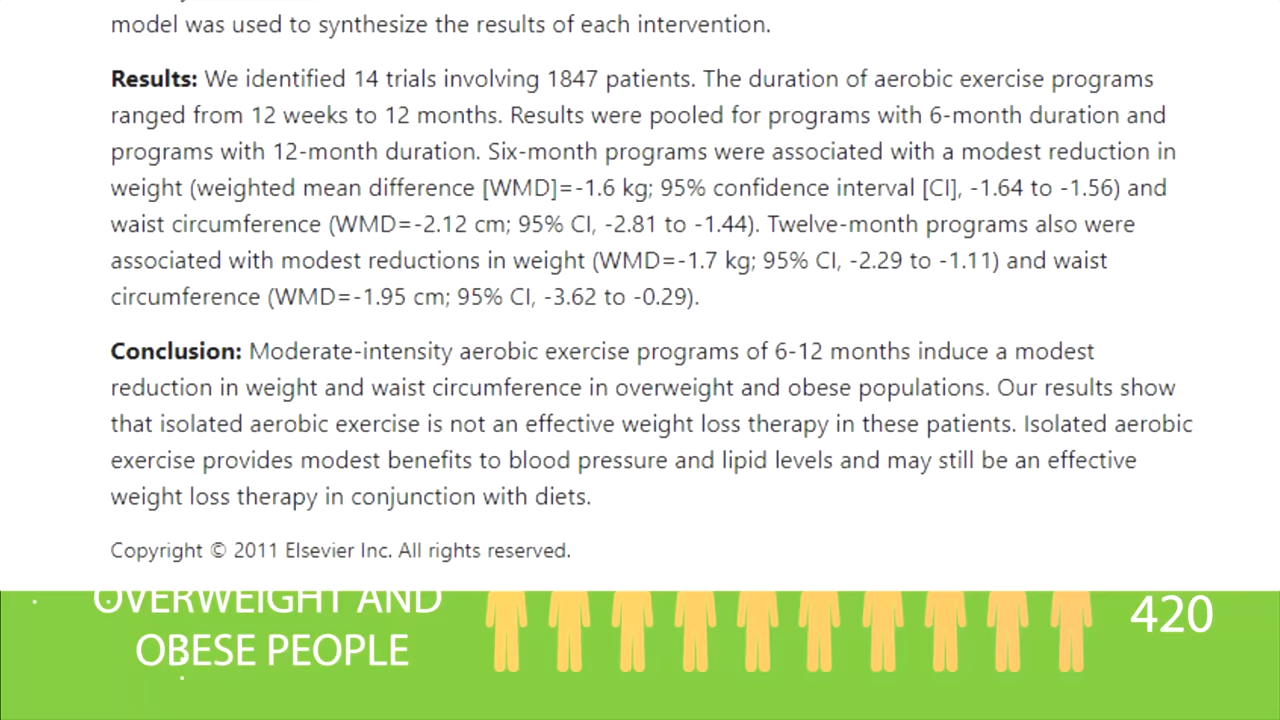 model was used to synthesize the results of each intervention.
Results: We identified 14 trials involving 1847 patients. The duration of aerobic exercise programs
ranged from 12 weeks to 12 months. Results were pooled for programs with 6-month duration and
programs with 12-month duration. Six-month programs were associated with a modest reduction in
weight (weighted mean difference [WMD]=-1.6 kg; 95% confidence interval [CI], -1.64 to -1.56) and
waist circumference (WMD=-2.12 cm; 95% CI, -2.81 to -1.44). Twelve-month programs also were
associated with modest reductions in weight (WMD=-1.7 kg; 95% CI, -2.29 to -1.11) and waist
circumference (WMD=-1.95 cm; 95% CI, -3.62 to -0.29).
Conclusion: Moderate-intensity aerobic exercise programs of 6-12 months induce a modest
reduction in weight and waist circumference in overweight and obese populations. Our results show
that isolated aerobic exercise is not an effective weight loss therapy in these patients. Isolated aerobic
exercise provides modest benefits to blood pressure and lipid levels and may still be an effective
weight loss therapy in conjunction with diets.
Copyright © 2011 Elsevier Inc. All rights reserved.
OVERWEIGHT AND
OBESE PEOPLE
420